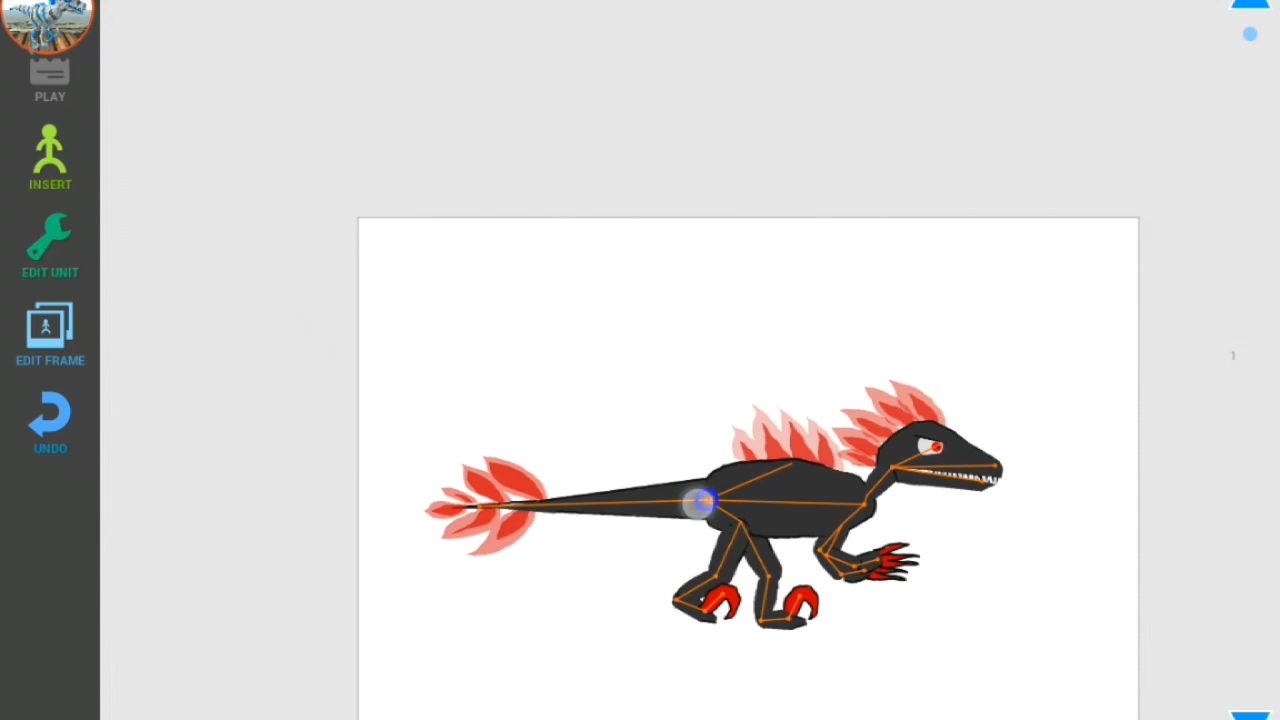 PLAY
INSERT
EDIT UNIT
EDIT FRAME
UNDO
1